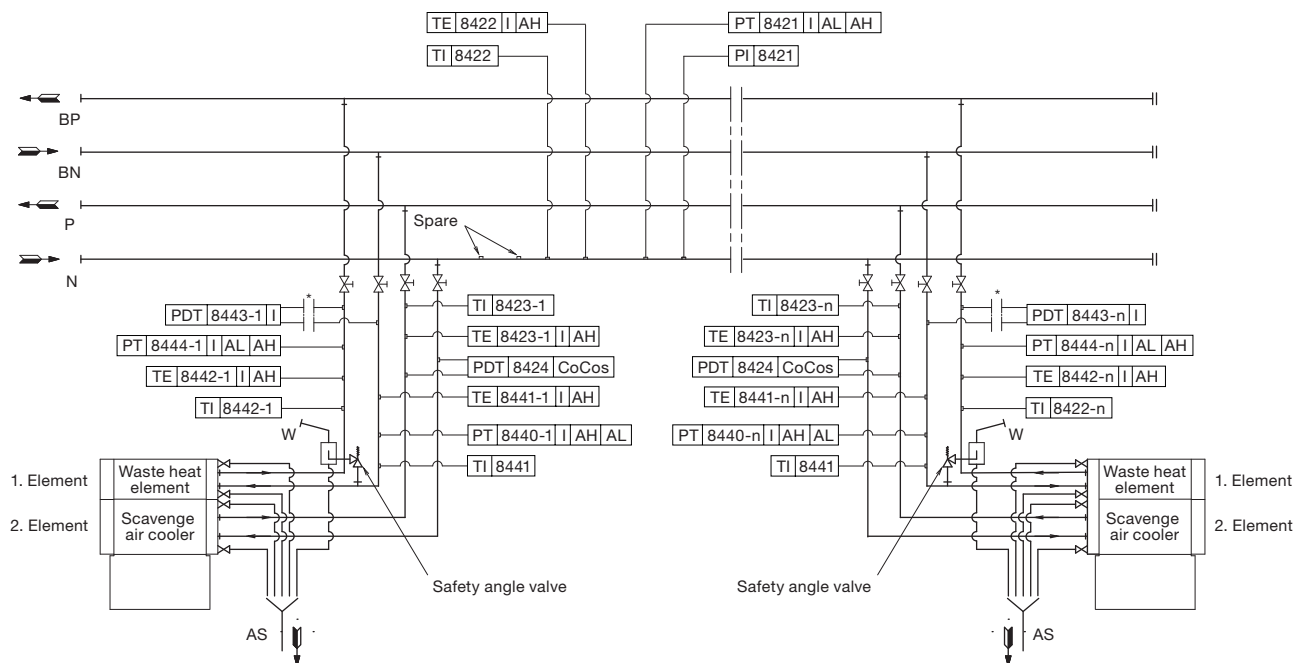 TE 8422 I AH
PT 8421 I AL AH
TI 8422
PI 8421
BP
BN
P
Spare
N
*
*
PDT 8443-1 I
TI 8423-1
TI 8423-n
PDT 8443-n I
PT 8444-1 I AL AH
TE 8423-1 I AH
TE 8423-n I AH
PT 8444-n I AL AH
TE 8442-1 I AH
PDT 8424 CoCos
PDT 8424 CoCos
TE 8442-n I AH
TI 8442-1
TE 8441-1 I AH
TE 8441-n I AH
TI 8422-n
W
PT 8440-1 I AH AL
PT 8440-n I AH AL
W
TI 8441
TI 8441
1. Element
Waste heat
element
Waste heat
element
1. Element
2. Element
Scavenge
air cooler
Scavenge
air cooler
2. Element
Safety angle valve
Safety angle valve
AS
AS